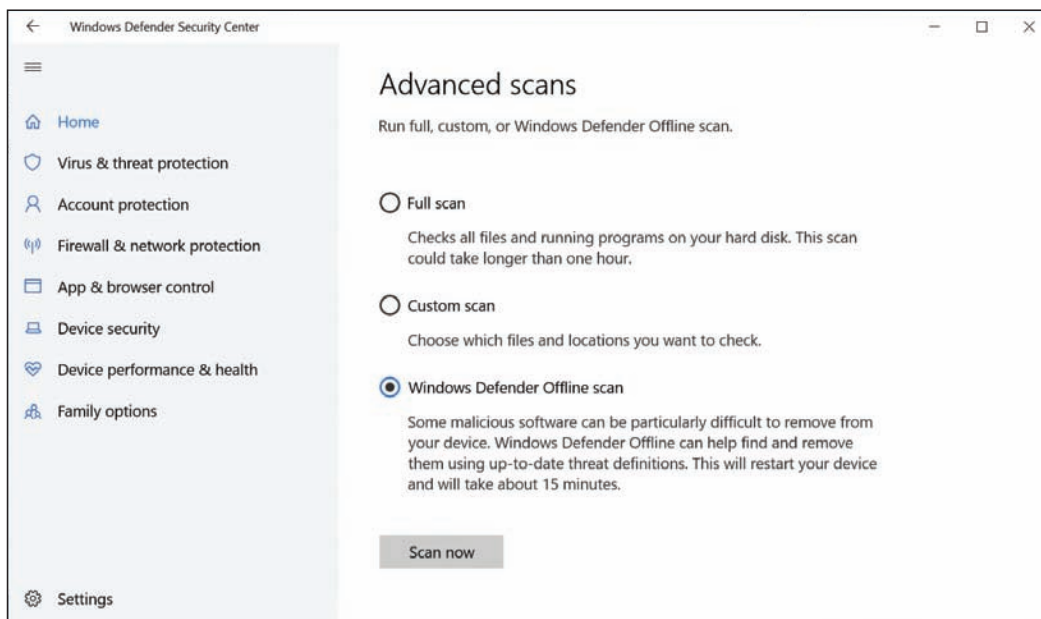 Windows Defender Security Center
Home
Virus & threat protection
Account protection
Firewall & network protection
App & browser control
Device security
Device performance & health
Family options
Settings
Advanced scans
Run full, custom, or Windows Defender Offline scan.
Full scan
Checks all files and running programs on your hard disk. This scan
could take longer than one hour.
Custom scan
Choose which files and locations you want to check.
Windows Defender Offline scan
Some malicious software can be particularly difficult to remove from
your device. Windows Defender Offline can help find and remove
them using up-to-date threat definitions. This will restart your device
and will take about 15 minutes.
Scan now